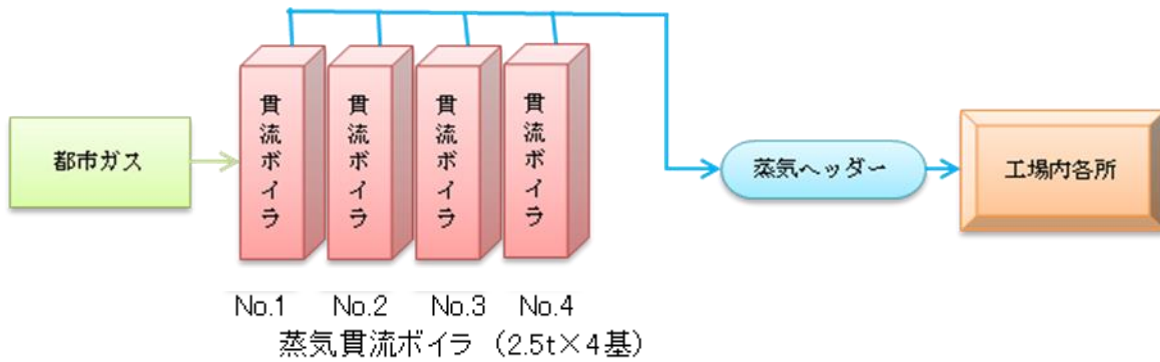 都市ガス
貫流ボイラ
貫流ボイラ
貫流ボイラ
貫流ボイラ
蒸気ヘッダー
工場内各所
No.1
No.2
No.3
No.4
蒸気貫流ボイラ（2.5t×4基）